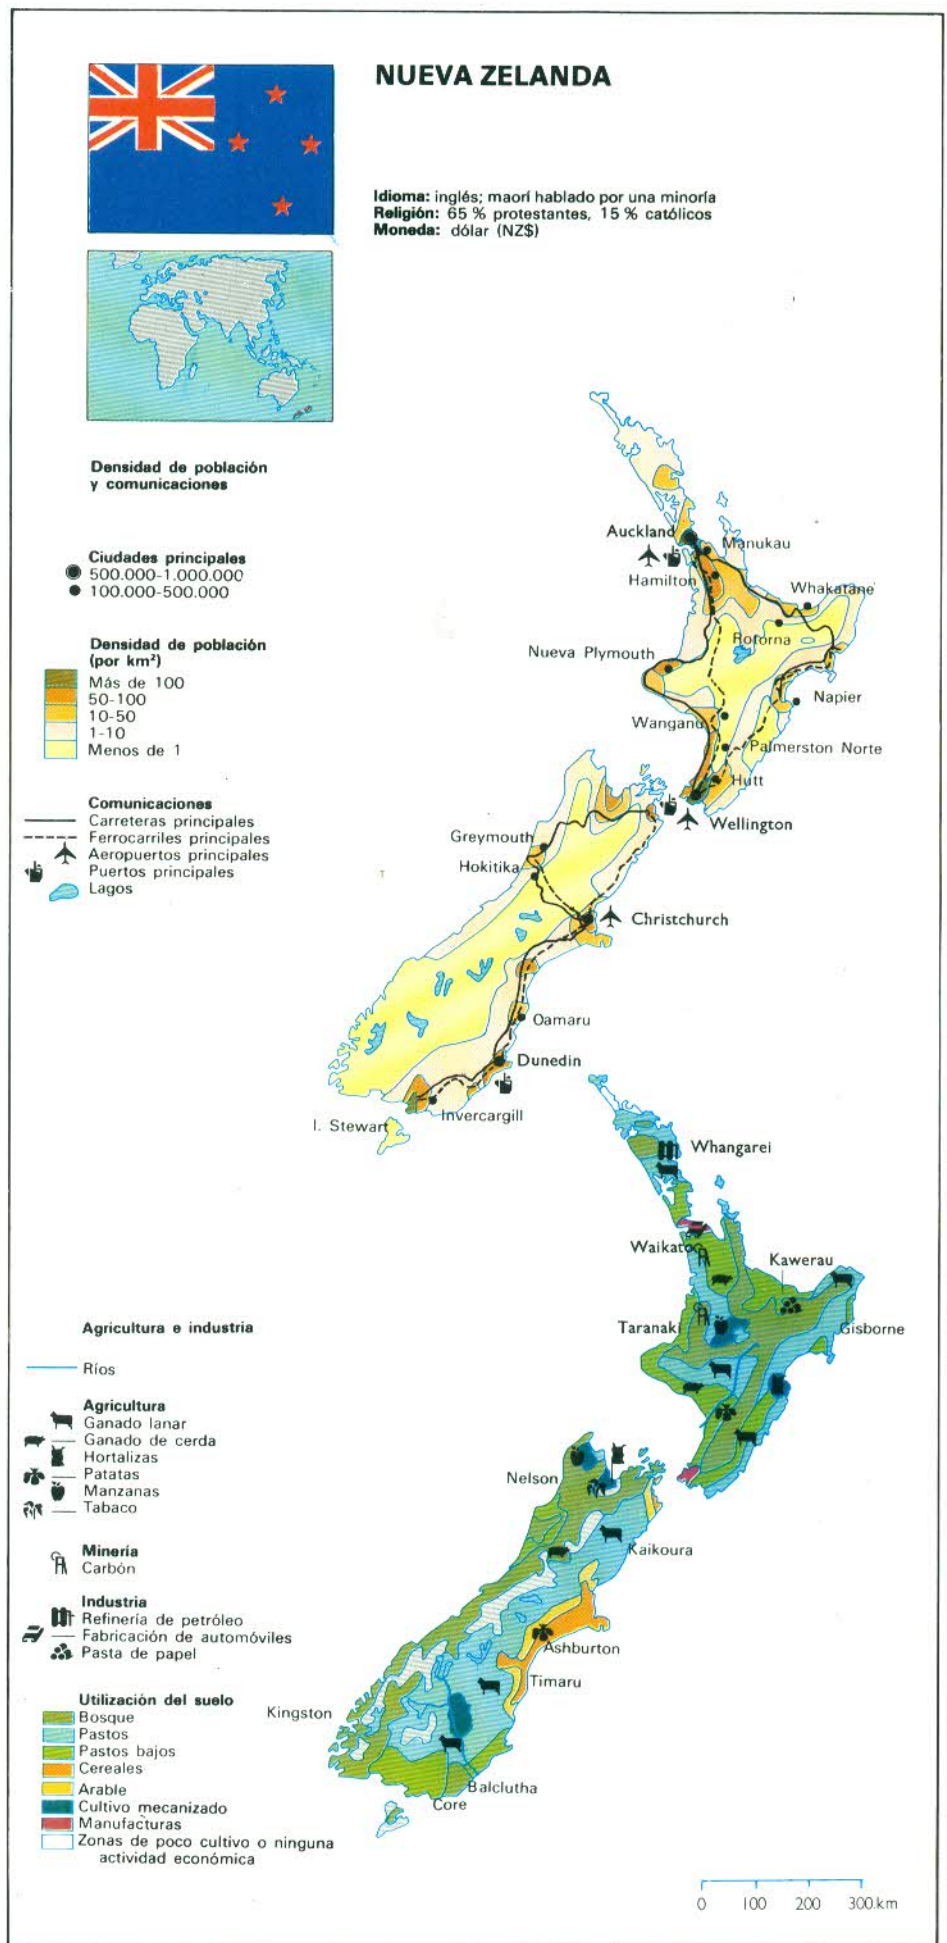 NUEVA ZELANDA
Idioma: inglés; maorí hablado por una minoría
Religión: 65 % protestantes, 15 % católicos
Moneda: dólar (NZ$)
Densidad de población
y comunicaciones
Ciudades principales
500.000-1.000.000
100.000-500.000
Densidad de población
(por km²)
Más de 100
50-100
10-50
1-10
Menos de 1
Comunicaciones
Carreteras principales
Ferrocarriles principales
Aeropuertos principales
Puertos principales
Lagos
Auckland
Manukau
Hamilton
Whakatane
Rotorna
Nueva Plymouth
Napier
Wanganu
Palmerston Norte
Hutt
Wellington
Greymouth
Hokitika
Christchurch
Oamaru
Dunedin
Invercargill
I. Stewart
Agricultura e industria
Ríos
Agricultura
Ganado lanar
Ganado de cerda
Hortalizas
Patatas
Manzanas
Tabaco
Minería
Carbón
Industria
Refinería de petróleo
Fabricación de automóviles
Pasta de papel
Utilización del suelo
Bosque
Pastos
Pastos bajos
Cereales
Arable
Cultivo mecanizado
Manufacturas
Zonas de poco cultivo o ninguna
actividad económica
Whangarei
Waikato
Kawerau
Taranaki
Gisborne
Nelson
Kaikoura
Ashburton
Timaru
Kingston
Balclutha
Core
0 100 200 300.km